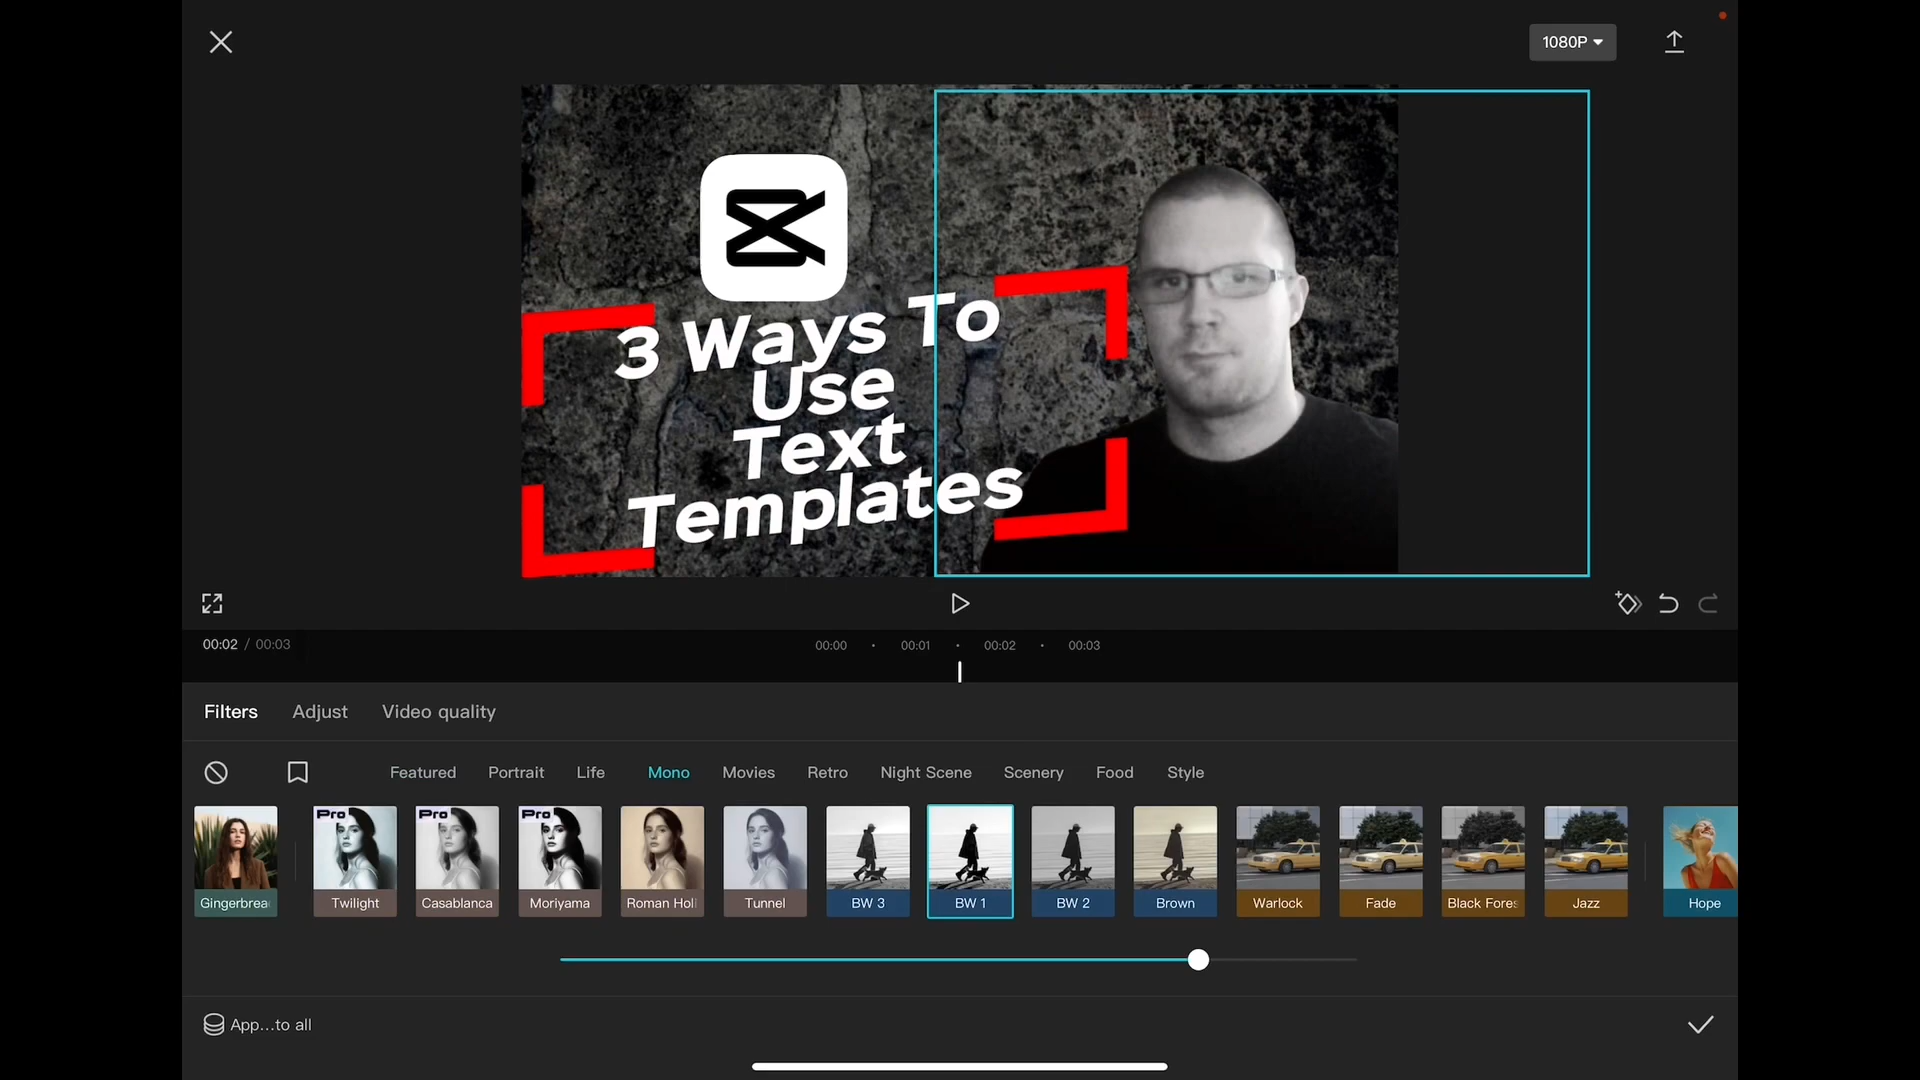 1080P
3 Ways To
Use
Text
Templates
00:02 / 00:03
00:00 · 00:01 · 00:02 · 00:03
Filters Adjust Video quality
Featured Portrait Life Mono Movies Retro Night Scene Scenery Food Style
Pro Pro Pro
Gingerbrea Twilight Casablanca Moriyama Roman Holi Tunnel BW 3 BW 1 BW 2 Brown Warlock Fade Black Fores Jazz Hope
App...to all